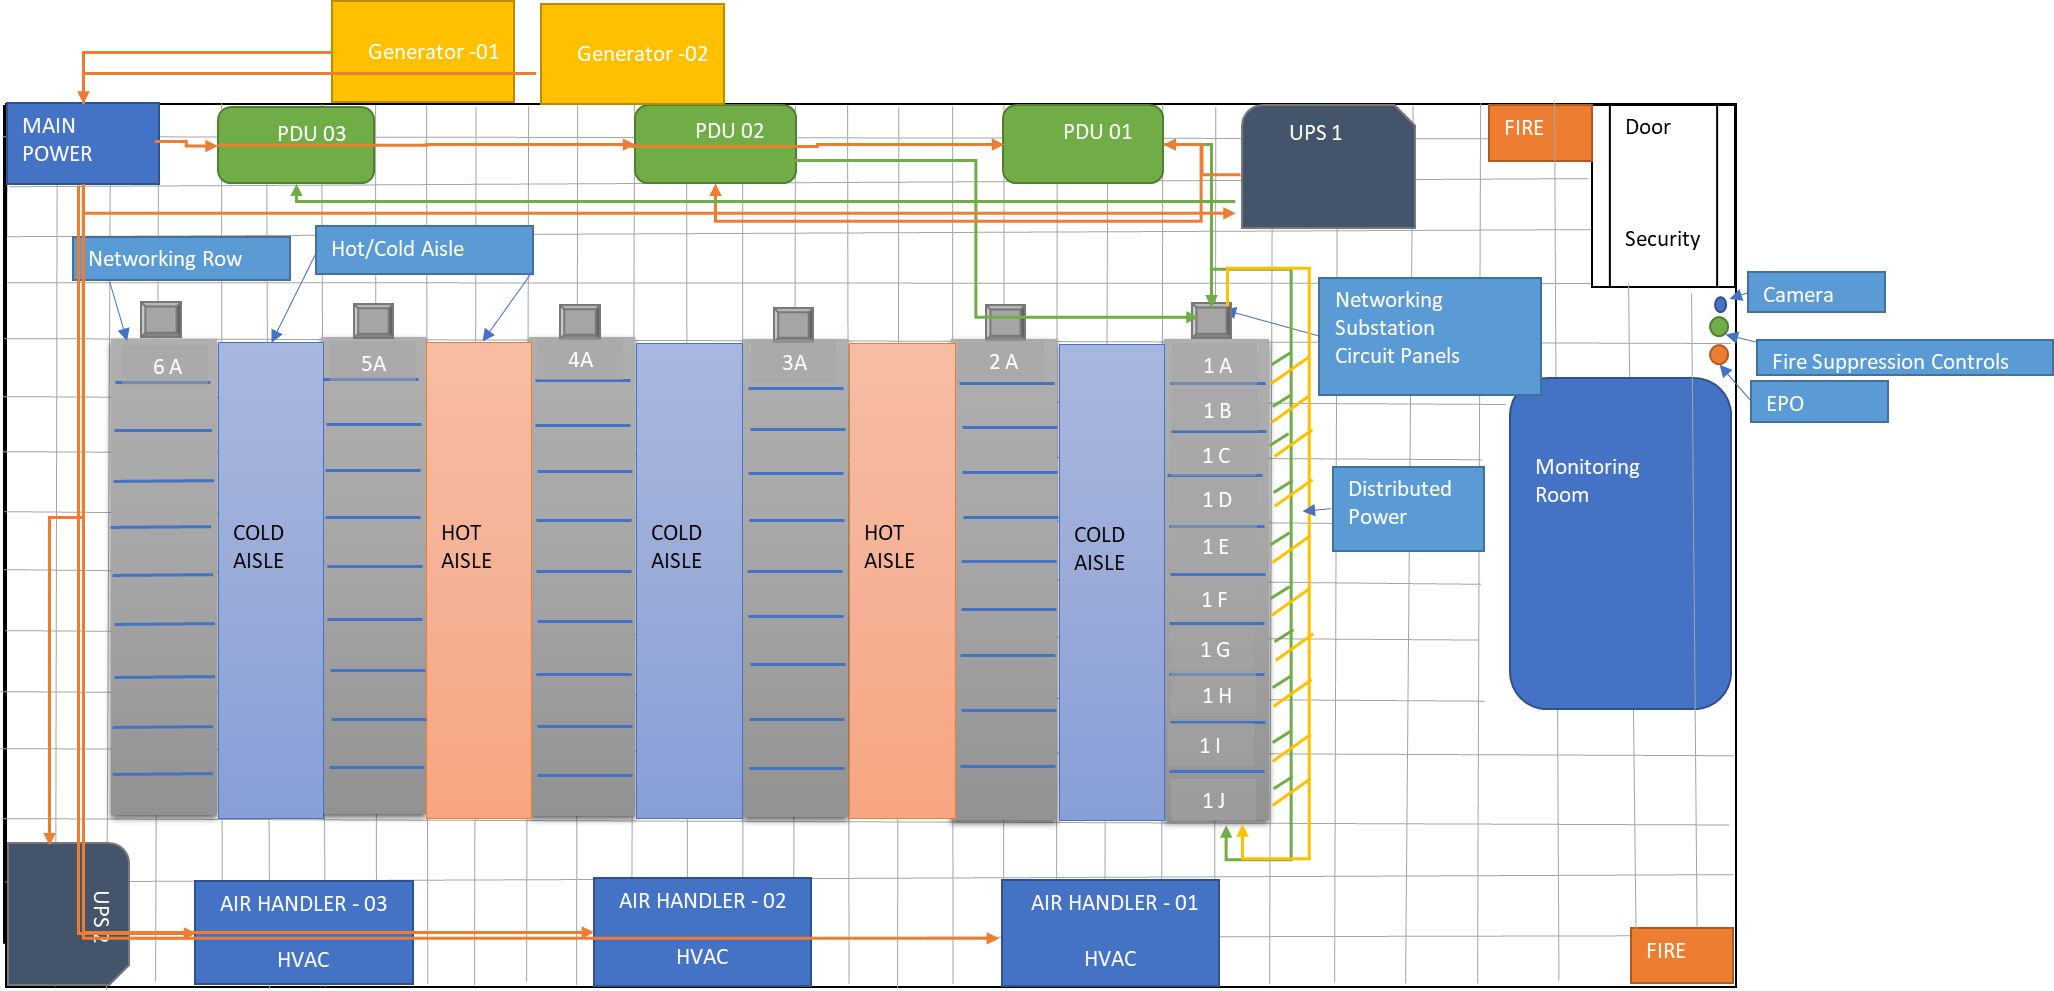 Generator -01
Generator -02
MAIN
POWER
PDU 03
PDU 02
PDU 01
UPS 1
FIRE
Door
Security
Networking Row
Hot/Cold Aisle
Networking
Substation
Circuit Panels
Camera
Fire Suppression Controls
EPO
6 A
5A
4A
3A
2 A
1 A
1 B
1 C
1 D
1 E
1 F
1 G
1 H
1 I
1 J
COLD
AISLE
HOT
AISLE
COLD
AISLE
HOT
AISLE
COLD
AISLE
Distributed
Power
Monitoring
Room
UPS 2
AIR HANDLER - 03
HVAC
AIR HANDLER - 02
HVAC
AIR HANDLER - 01
HVAC
FIRE